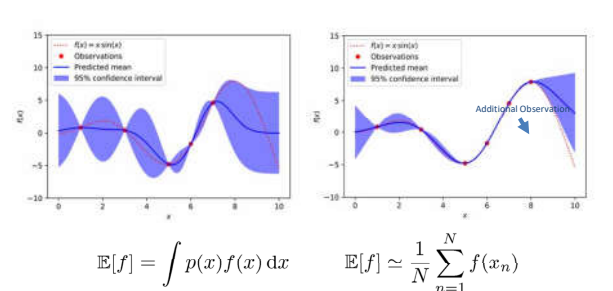 15
10
5
0
−5
−10
f(x)
f(x) = x sin(x)
Observations
Predicted mean
95% confidence interval
0 2 4 6 8 10
x
15
10
5
0
−5
−10
f(x)
f(x) = x sin(x)
Observations
Predicted mean
95% confidence interval
Additional Observation
0 2 4 6 8 10
x
𝔼[f] = ∫ p(x)f(x) dx
𝔼[f] ≃ 1/N ∑_{n=1}^{N} f(x_n)